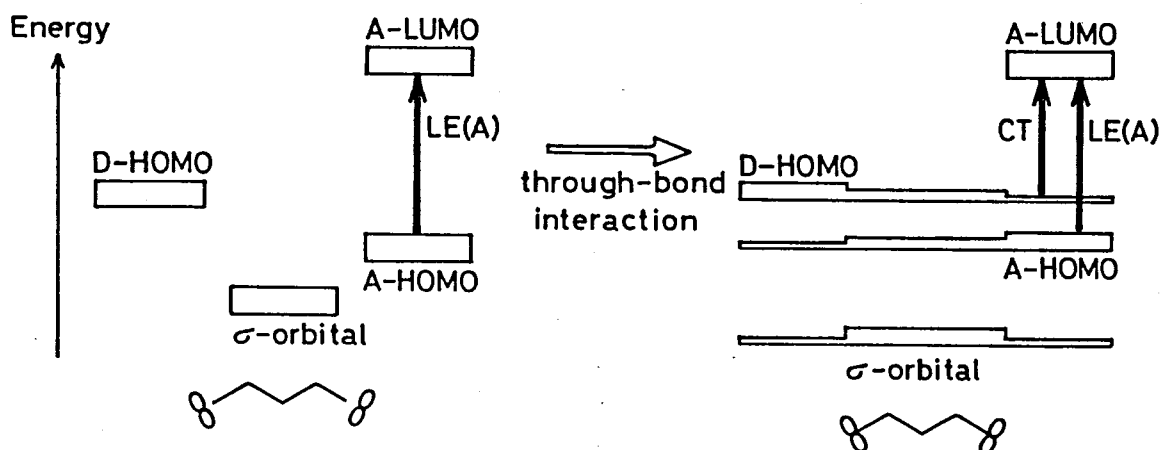 Energy
A-LUMO
LE(A)
D-HOMO
A-HOMO
σ-orbital
through-bond
interaction
A-LUMO
CT
LE(A)
D-HOMO
A-HOMO
σ-orbital